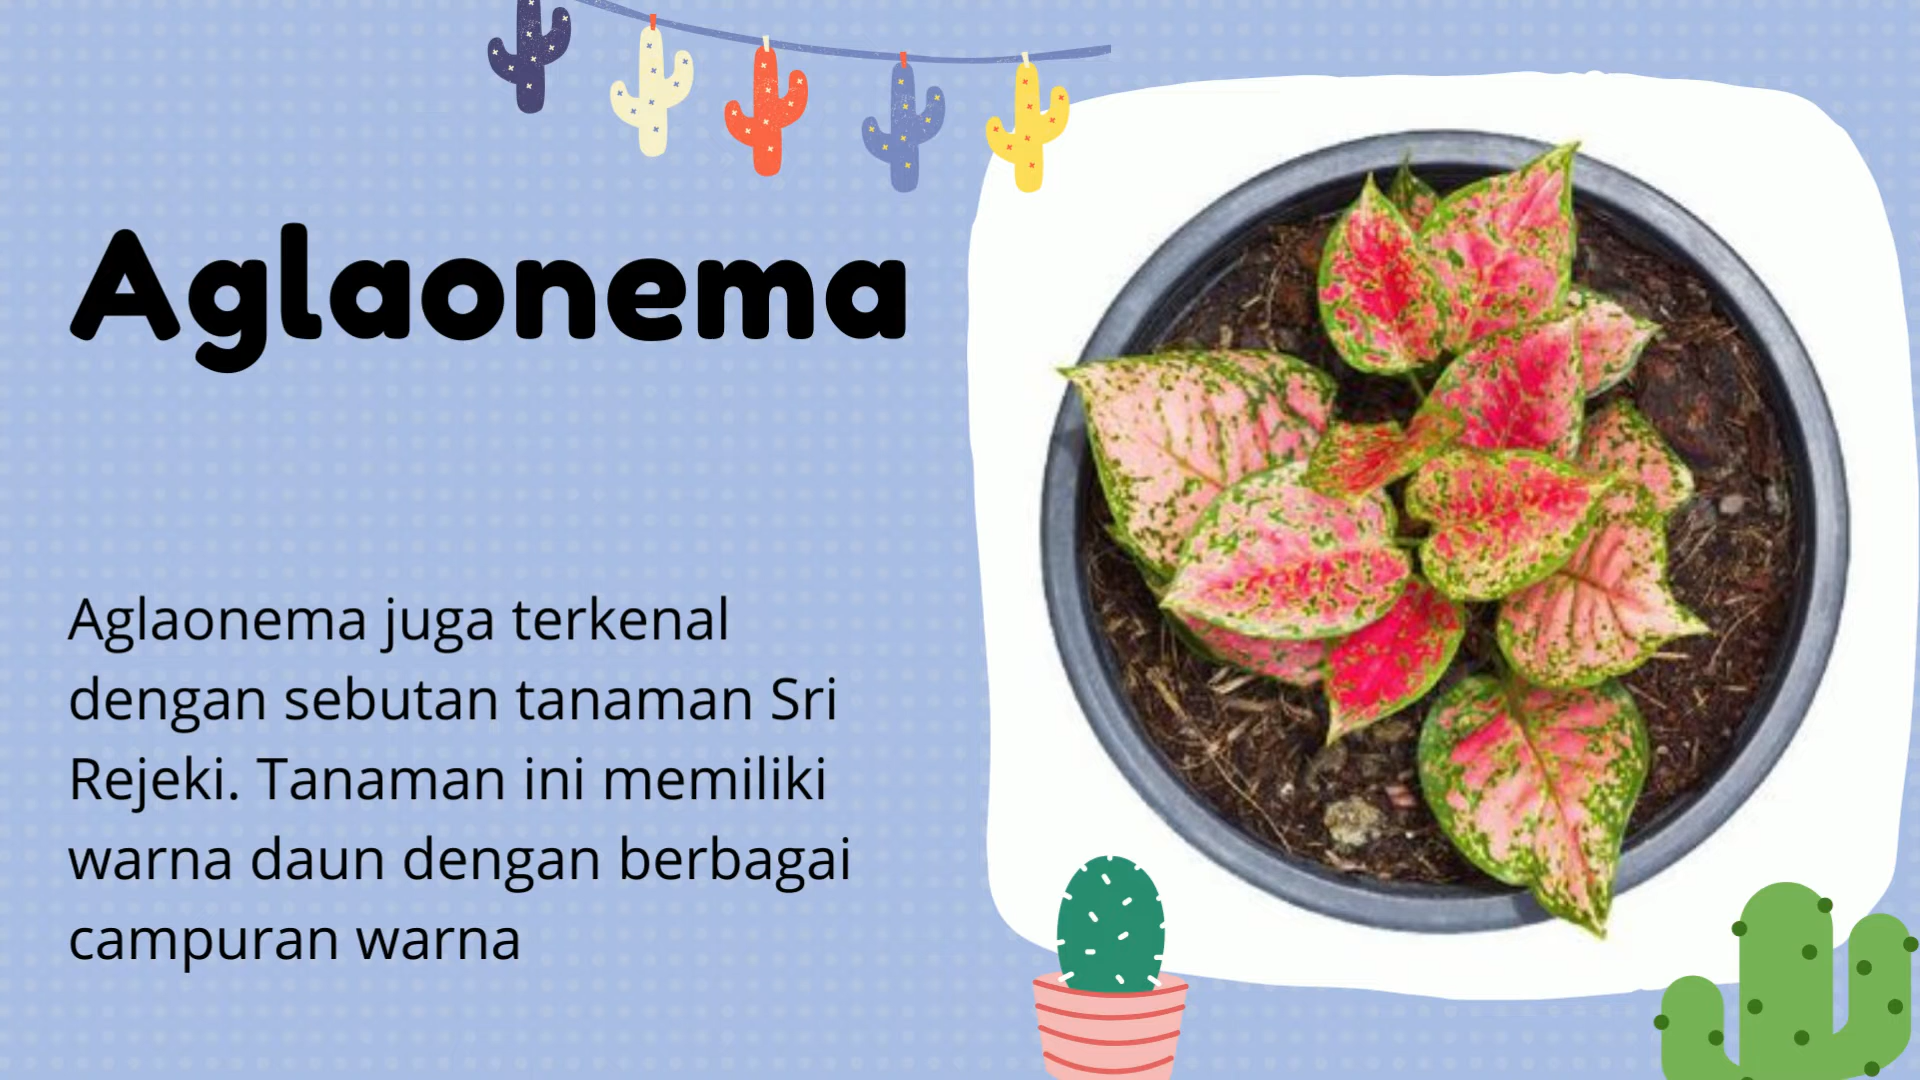 Aglaonema
Aglaonema juga terkenal
dengan sebutan tanaman Sri
Rejeki. Tanaman ini memiliki
warna daun dengan berbagai
campuran warna